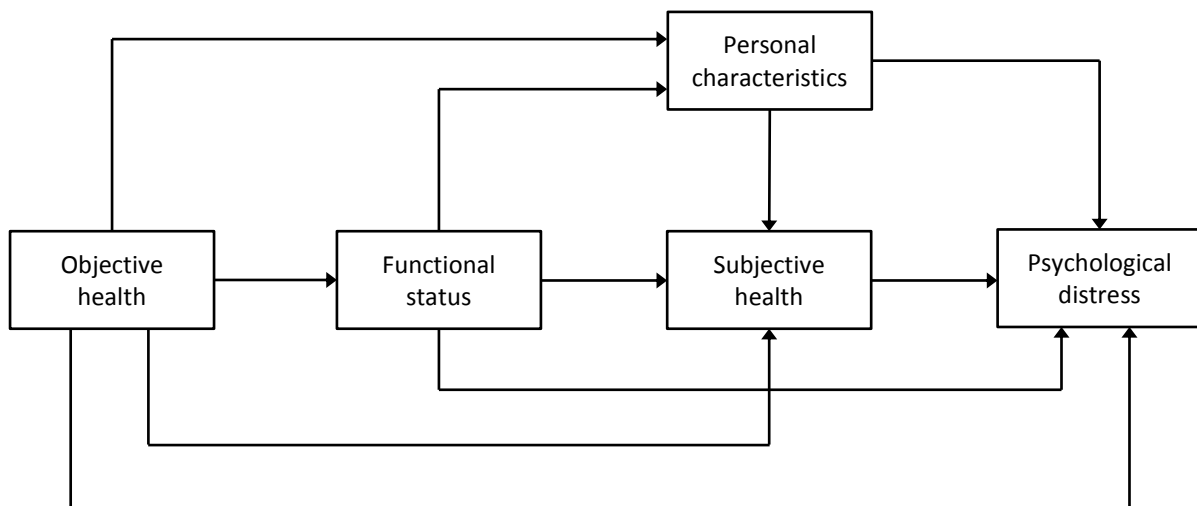 Personal
characteristics
Objective
health
Functional
status
Subjective
health
Psychological
distress